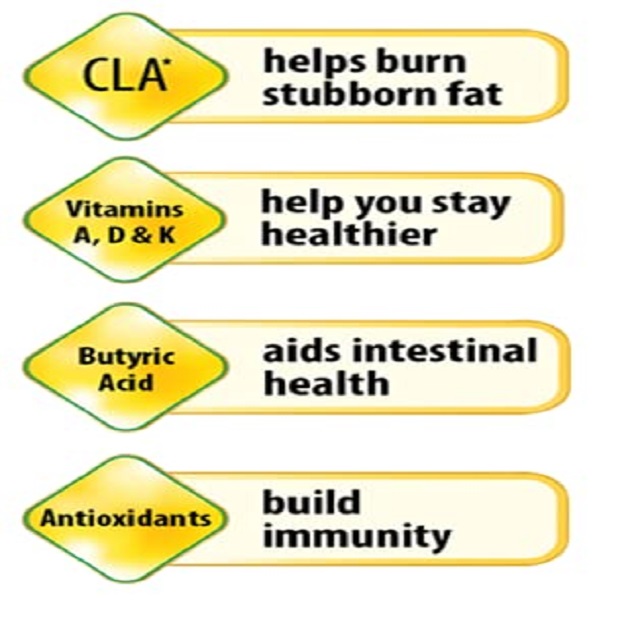 CLA*
helps burn
stubborn fat
Vitamins
A, D & K
help you stay
healthier
Butyric
Acid
aids intestinal
health
Antioxidants
build
immunity